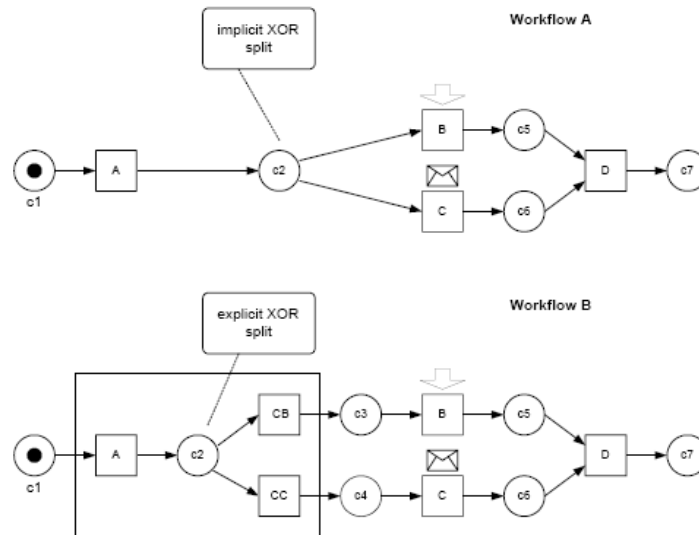 Workflow A
implicit XOR
split
B
c5
c1
A
c2
D
c7
C
c6
Workflow B
explicit XOR
split
CB
c3
B
c5
c1
A
c2
D
c7
CC
c4
C
c6